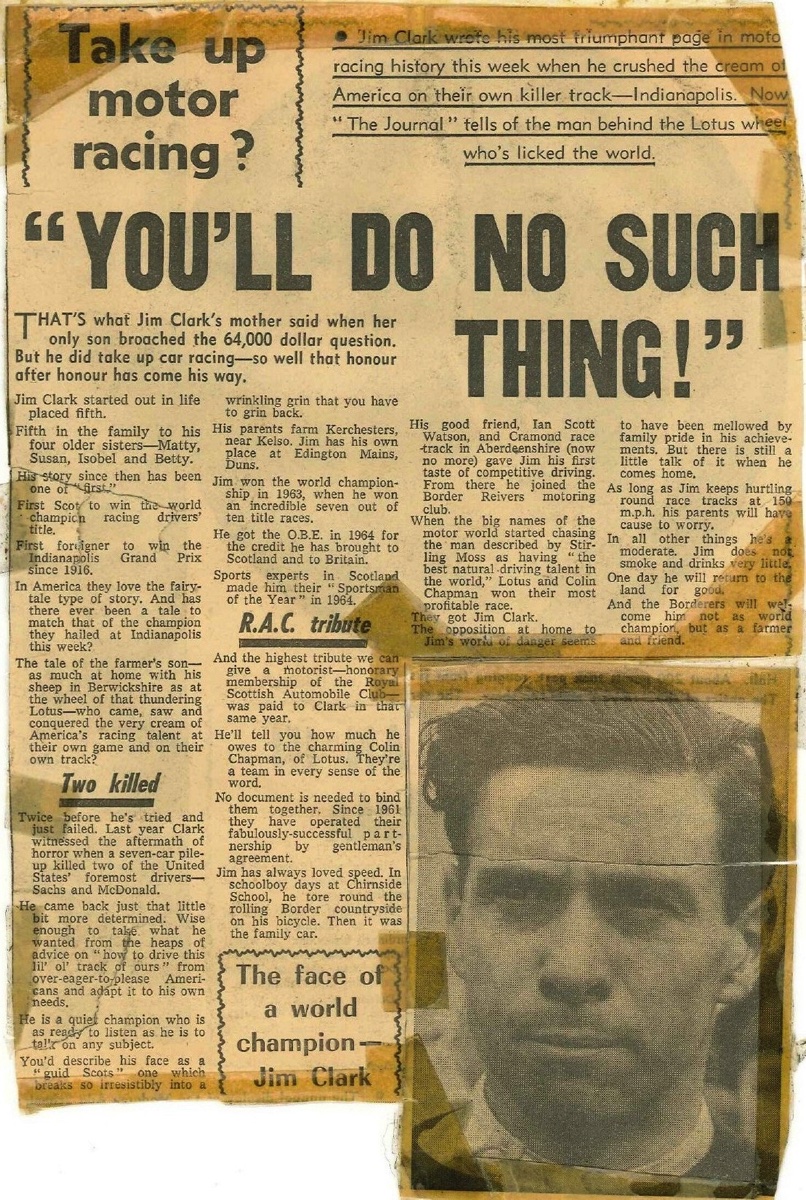 Take up
motor
racing?
● Jim Clark wrote his most triumphant page in moto
racing history this week when he crushed the cream of
America on their own killer track—Indianapolis. Now
"The Journal" tells of the man behind the Lotus wheel
who's licked the world.
"YOU'LL DO NO SUCH
THING!"
THAT'S what Jim Clark's mother said when her
only son broached the 64,000 dollar question.
But he did take up car racing—so well that honour
after honour has come his way.
Jim Clark started out in life
placed fifth.
Fifth in the family to his
four older sisters—Matty,
Susan, Isobel and Betty.
His story since then has been
one of "first."
First Scot to win the world
champion racing drivers'
title.
First foreigner to win the
Indianapolis Grand Prix
since 1916.
In America they love the fairy-
tale type of story. And has
there ever been a tale to
match that of the champion
they hailed at Indianapolis
this week?
The tale of the farmer's son—
as much at home with his
sheep in Berwickshire as at
the wheel of that thundering
Lotus—who came, saw and
conquered the very cream of
America's racing talent at
their own game and on their
own track?
Two killed
Twice before he's tried and
just failed. Last year Clark
witnessed the aftermath of
horror when a seven-car pile-
up killed two of the United
States' foremost drivers—
Sachs and McDonald.
He came back just that little
bit more determined. Wise
enough to take what he
wanted from the heaps of
advice on "how to drive this
lil' ol' track of ours" from
over-eager-to-please Ameri-
cans and adapt it to his own
needs.
He is a quiet champion who is
as ready to listen as he is to
talk on any subject.
You'd describe his face as a
"guid Scots" one which
breaks so irresistibly into a
wrinkling grin that you have
to grin back.
His parents farm Kerchesters,
near Kelso. Jim has his own
place at Edington Mains,
Duns.
Jim won the world champion-
ship in 1963, when he won
an incredible seven out of
ten title races.
He got the O.B.E. in 1964 for
the credit he has brought to
Scotland and to Britain.
Sports experts in Scotland
made him their "Sportsman
of the Year" in 1964.
R.A.C. tribute
And the highest tribute we can
give a motorist—honorary
membership of the Royal
Scottish Automobile Club—
was paid to Clark in that
same year.
He'll tell you how much he
owes to the charming Colin
Chapman, of Lotus. They're
a team in every sense of the
word.
No document is needed to bind
them together. Since 1961
they have operated their
fabulously-successful part-
nership by gentleman's
agreement.
Jim has always loved speed. In
schoolboy days at Chirnside
School, he tore round the
rolling Border countryside
on his bicycle. Then it was
the family car.
His good friend, Ian Scott
Watson, and Cramond race
track in Aberdeenshire (now
no more) gave Jim his first
taste of competitive driving.
From there he joined the
Border Reivers motoring
club.
When the big names of the
motor world started chasing
the man described by Stir-
ling Moss as having "the
best natural driving talent in
the world," Lotus and Colin
Chapman won their most
profitable race.
They got Jim Clark.
The opposition at home to
Jim's world of danger seems
to have been mellowed by
family pride in his achieve-
ments. But there is still a
little talk of it when he
comes home.
As long as Jim keeps hurtling
round race tracks at 150
m.p.h. his parents will have
cause to worry.
In all other things he's a
moderate. Jim does not
smoke and drinks very little.
One day he will return to the
land for good.
And the Borderers will wel-
come him not as world
champion, but as a farmer
and friend.
The face of
a world
champion—
Jim Clark